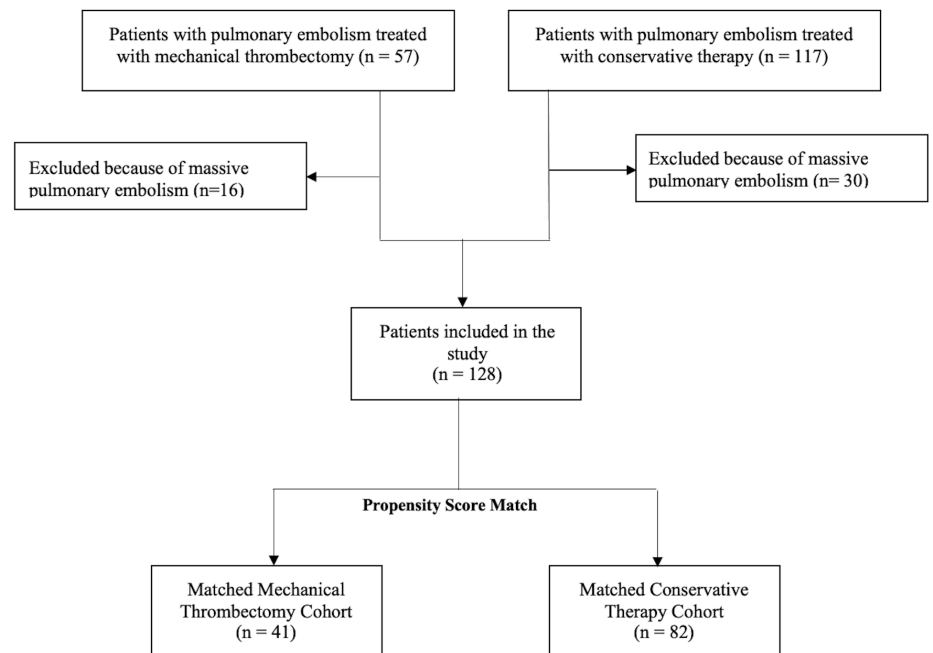 Patients with pulmonary embolism treated
with mechanical thrombectomy (n = 57)
Patients with pulmonary embolism treated
with conservative therapy (n = 117)
Excluded because of massive
pulmonary embolism (n=16)
Excluded because of massive
pulmonary embolism (n= 30)
Patients included in the
study
(n = 128)
Propensity Score Match
Matched Mechanical
Thrombectomy Cohort
(n = 41)
Matched Conservative
Therapy Cohort
(n = 82)